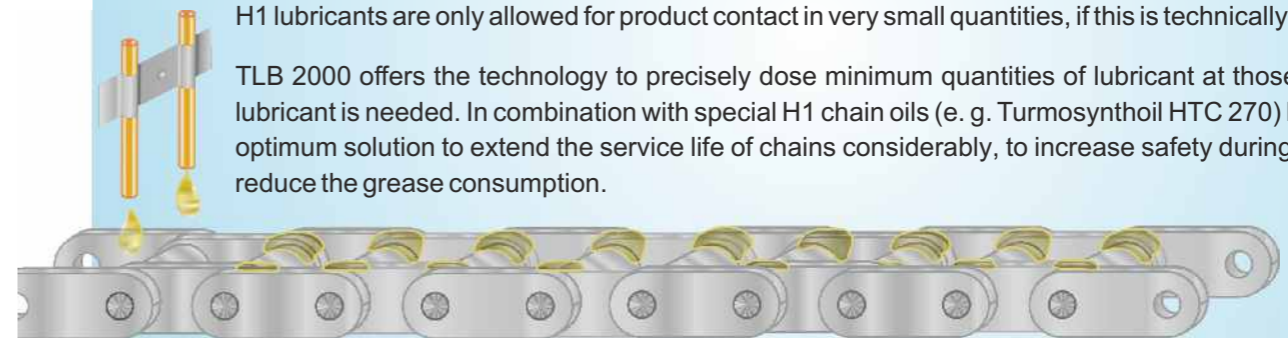 H1 lubricants are only allowed for product contact in very small quantities, if this is technically
TLB 2000 offers the technology to precisely dose minimum quantities of lubricant at those
lubricant is needed. In combination with special H1 chain oils (e. g. Turmosynthoil HTC 270)
optimum solution to extend the service life of chains considerably, to increase safety during
reduce the grease consumption.